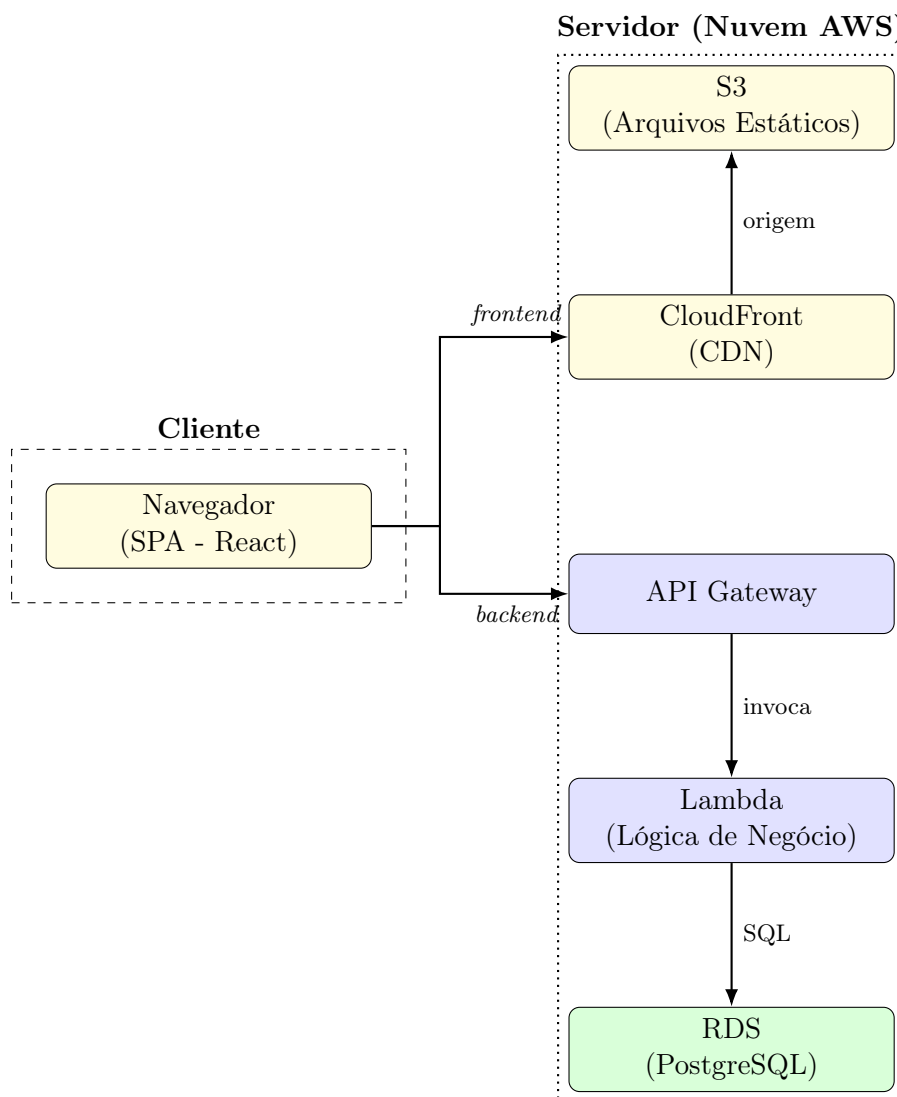 Servidor (Nuvem AWS)
S3
(Arquivos Estáticos)
origem
frontend
CloudFront
(CDN)
Cliente
Navegador
(SPA - React)
API Gateway
backend
invoca
Lambda
(Lógica de Negócio)
SQL
RDS
(PostgreSQL)